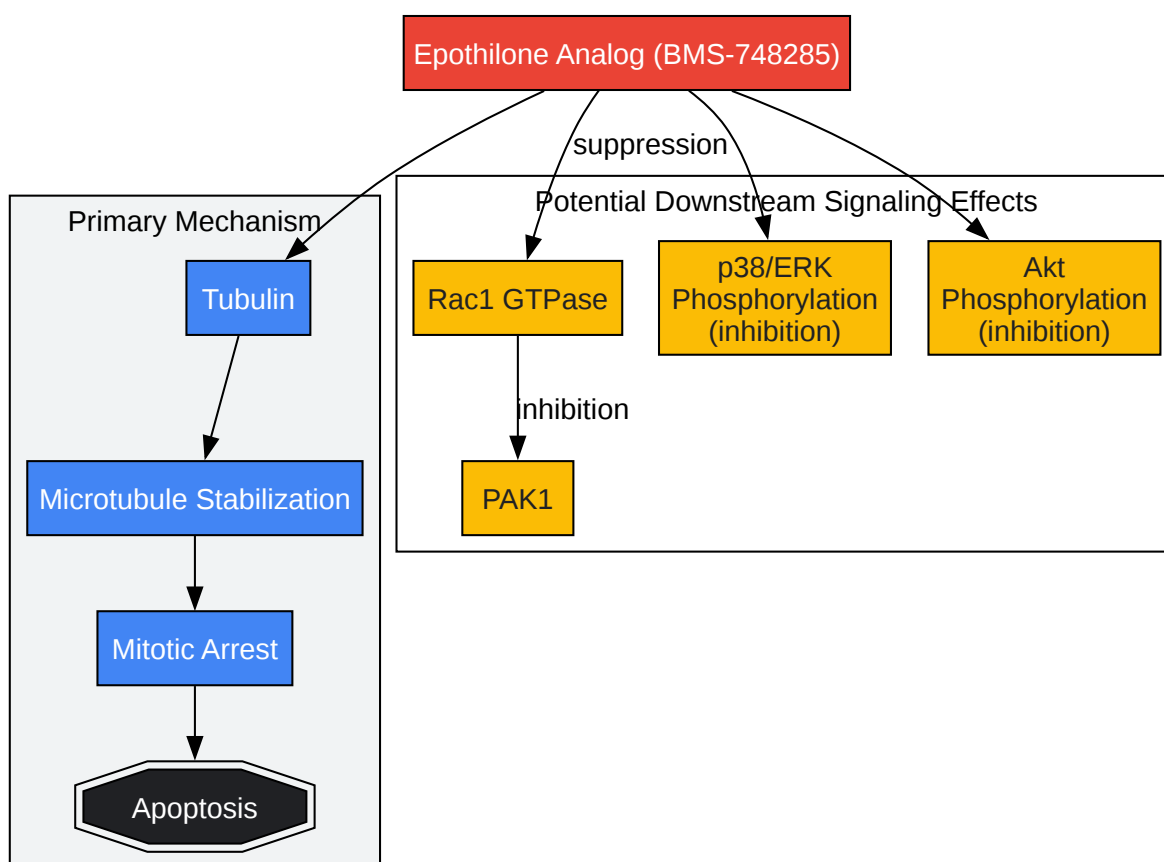 Epothilone Analog (BMS-748285)
suppression
Primary Mechanism
Potential Downstream Signaling Effects
Tubulin
Rac1 GTPase
p38/ERK
Phosphorylation
(inhibition)
Akt
Phosphorylation
(inhibition)
inhibition
Microtubule Stabilization
PAK1
Mitotic Arrest
Apoptosis